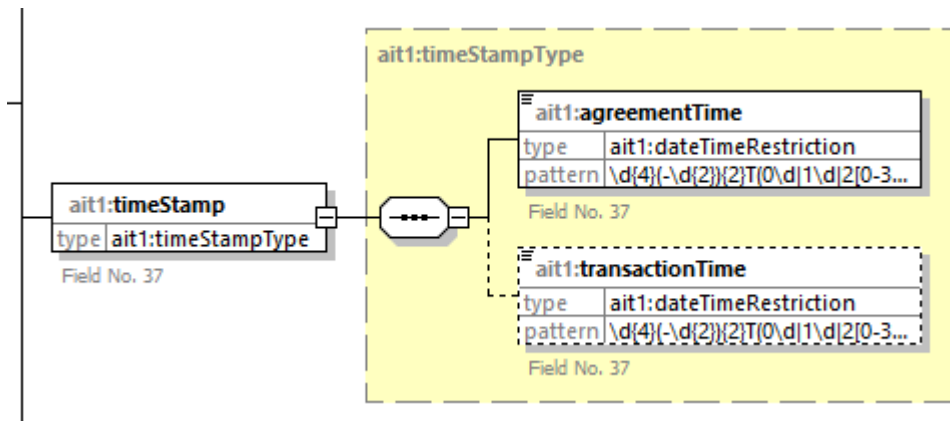 ait1:timeStampType
ait1:agreementTime
type ait1:dateTimeRestriction
pattern \d{4}(-\d{2}){2}T(0\d|1\d|2[0-3...
Field No. 37
ait1:timeStamp
type ait1:timeStampType
Field No. 37
ait1:transactionTime
type ait1:dateTimeRestriction
pattern \d{4}(-\d{2}){2}T(0\d|1\d|2[0-3...
Field No. 37